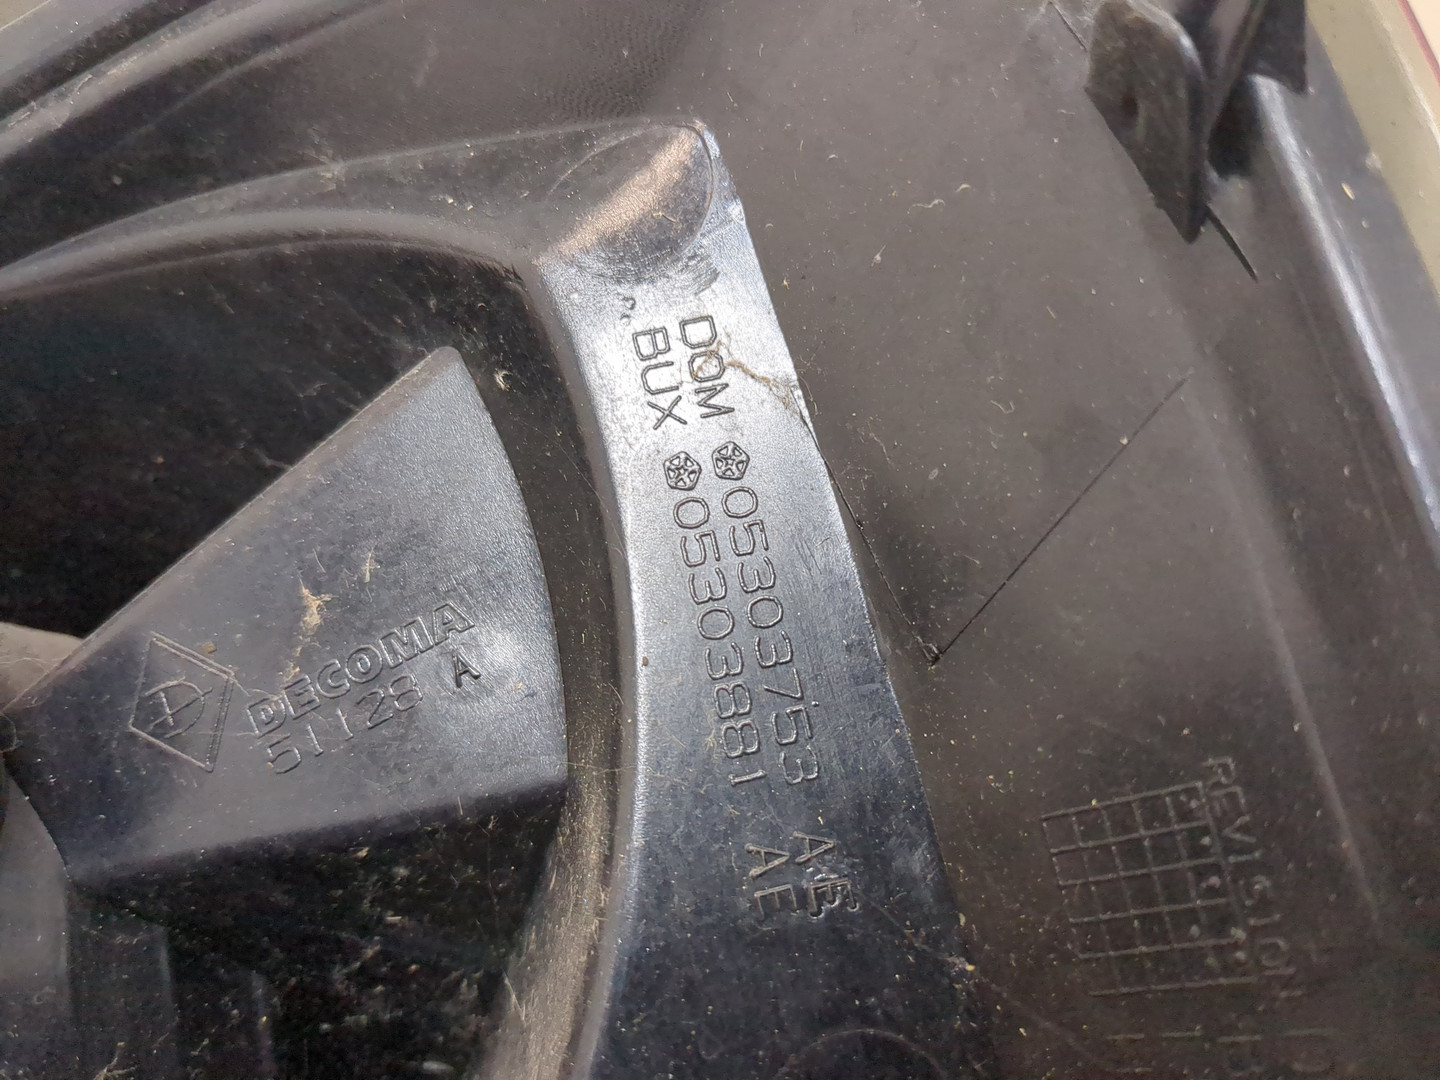 DOM 05303753 AE
BUX 05303881 AE
DECOMA
51128 A
REVISION